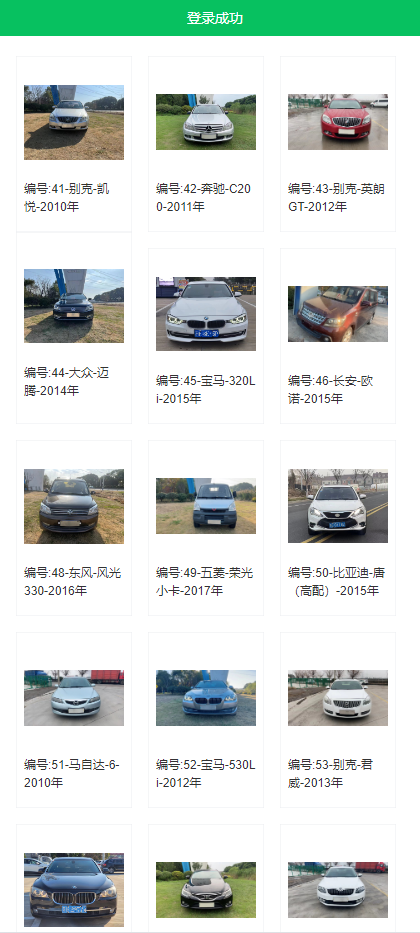 登录成功
编号:41-别克-凯
悦-2010年
编号:42-奔驰-C20
0-2011年
编号:43-别克-英朗
GT-2012年
编号:44-大众-迈
腾-2014年
编号:45-宝马-320L
i-2015年
编号:46-长安-欧
诺-2015年
编号:48-东风-风光
330-2016年
编号:49-五菱-荣光
小卡-2017年
编号:50-比亚迪-唐
（高配）-2015年
编号:51-马自达-6-
2010年
编号:52-宝马-530L
i-2012年
编号:53-别克-君
威-2013年